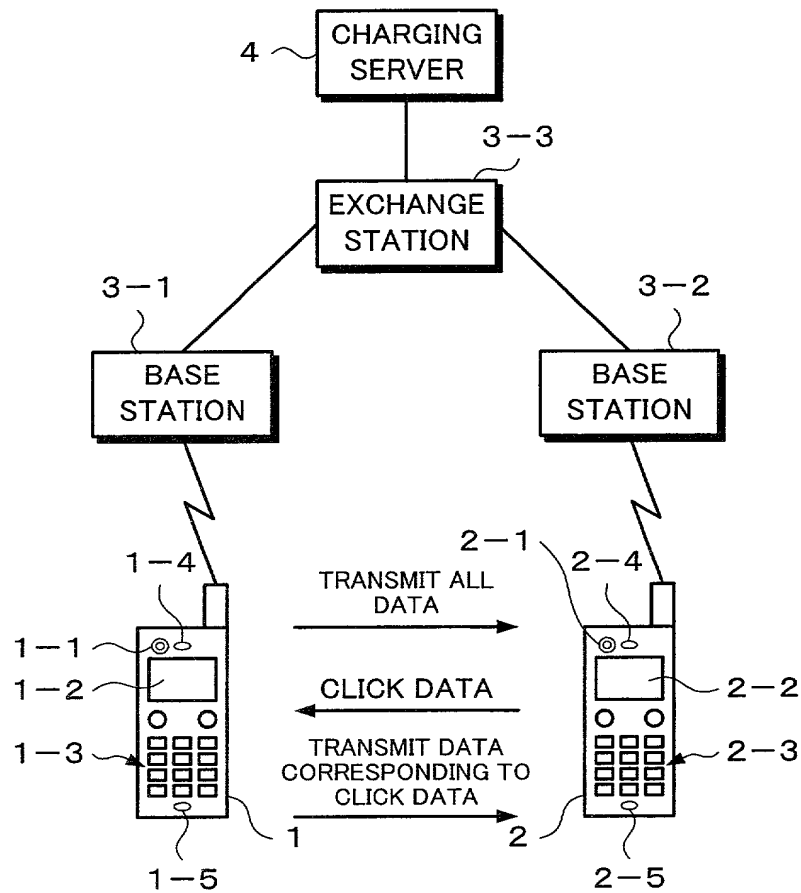 4
CHARGING
SERVER
3-3
EXCHANGE
STATION
3-1
3-2
BASE
STATION
BASE
STATION
2-1
1-4
2-4
TRANSMIT ALL
DATA
1-1
1-2
CLICK DATA
2-2
1-3
TRANSMIT DATA
CORRESPONDING TO
CLICK DATA
2-3
1
2
1-5
2-5